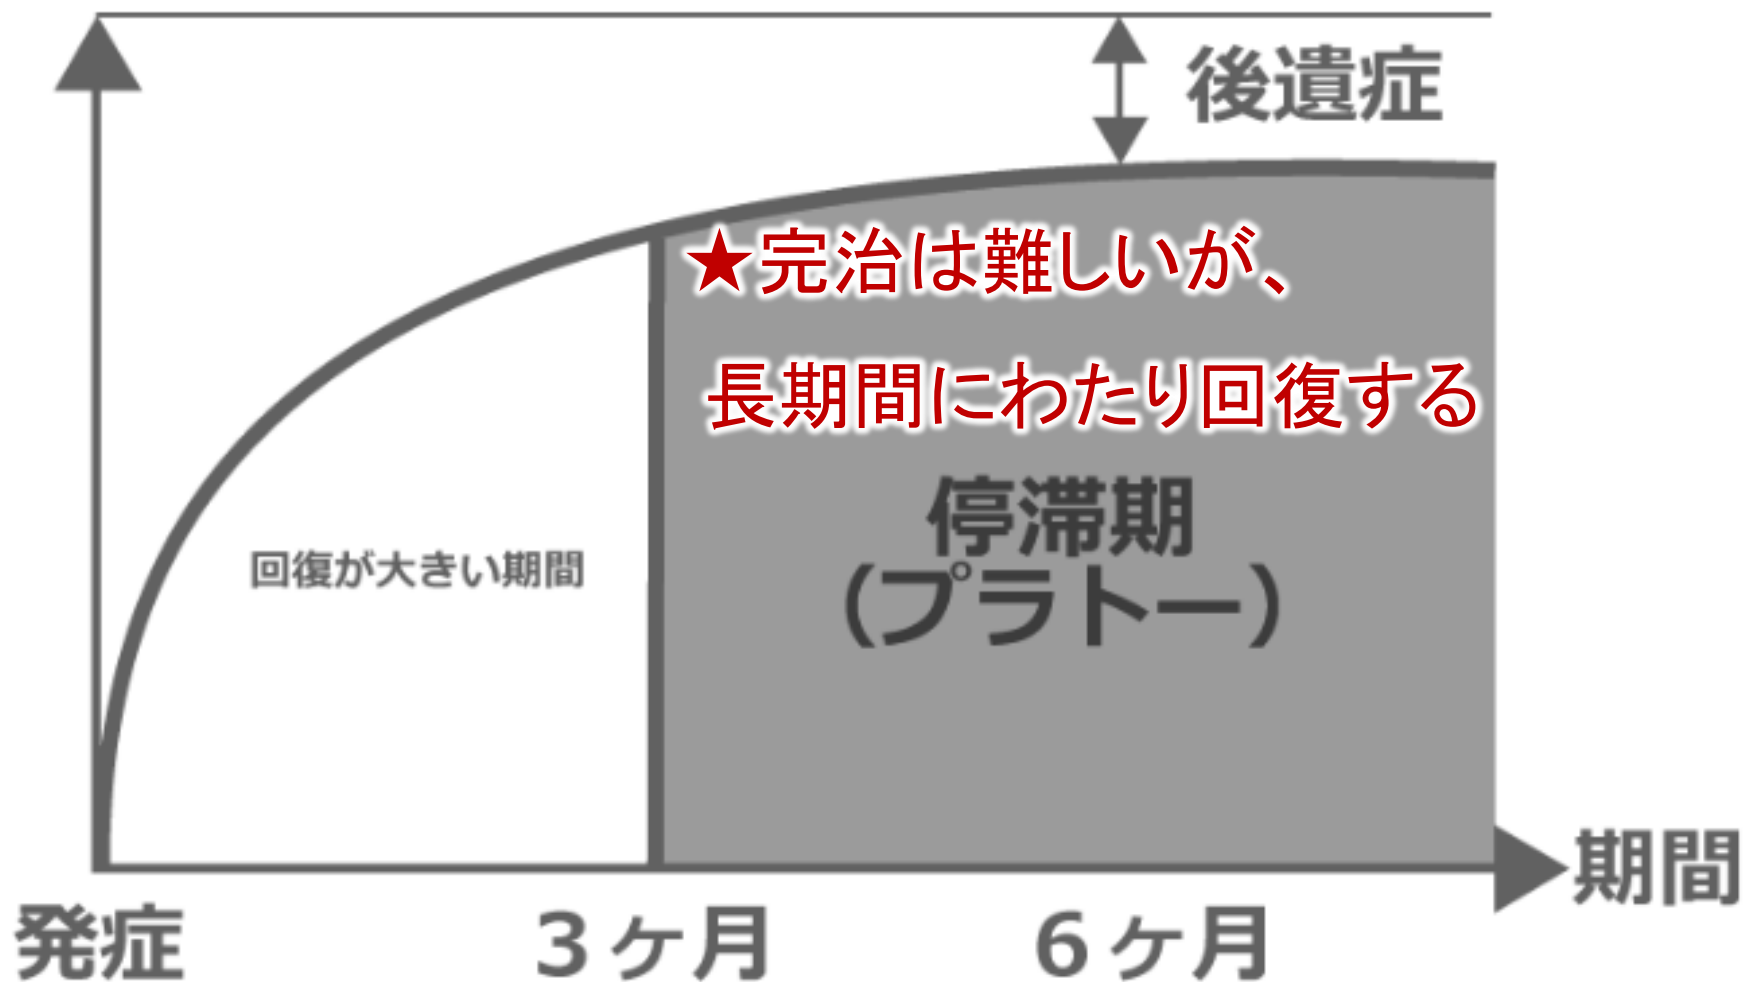 後遺症
★完治は難しいが、
長期間にわたり回復する
停滞期
（プラトー）
回復が大きい期間
期間
発症
3ヶ月
6ヶ月